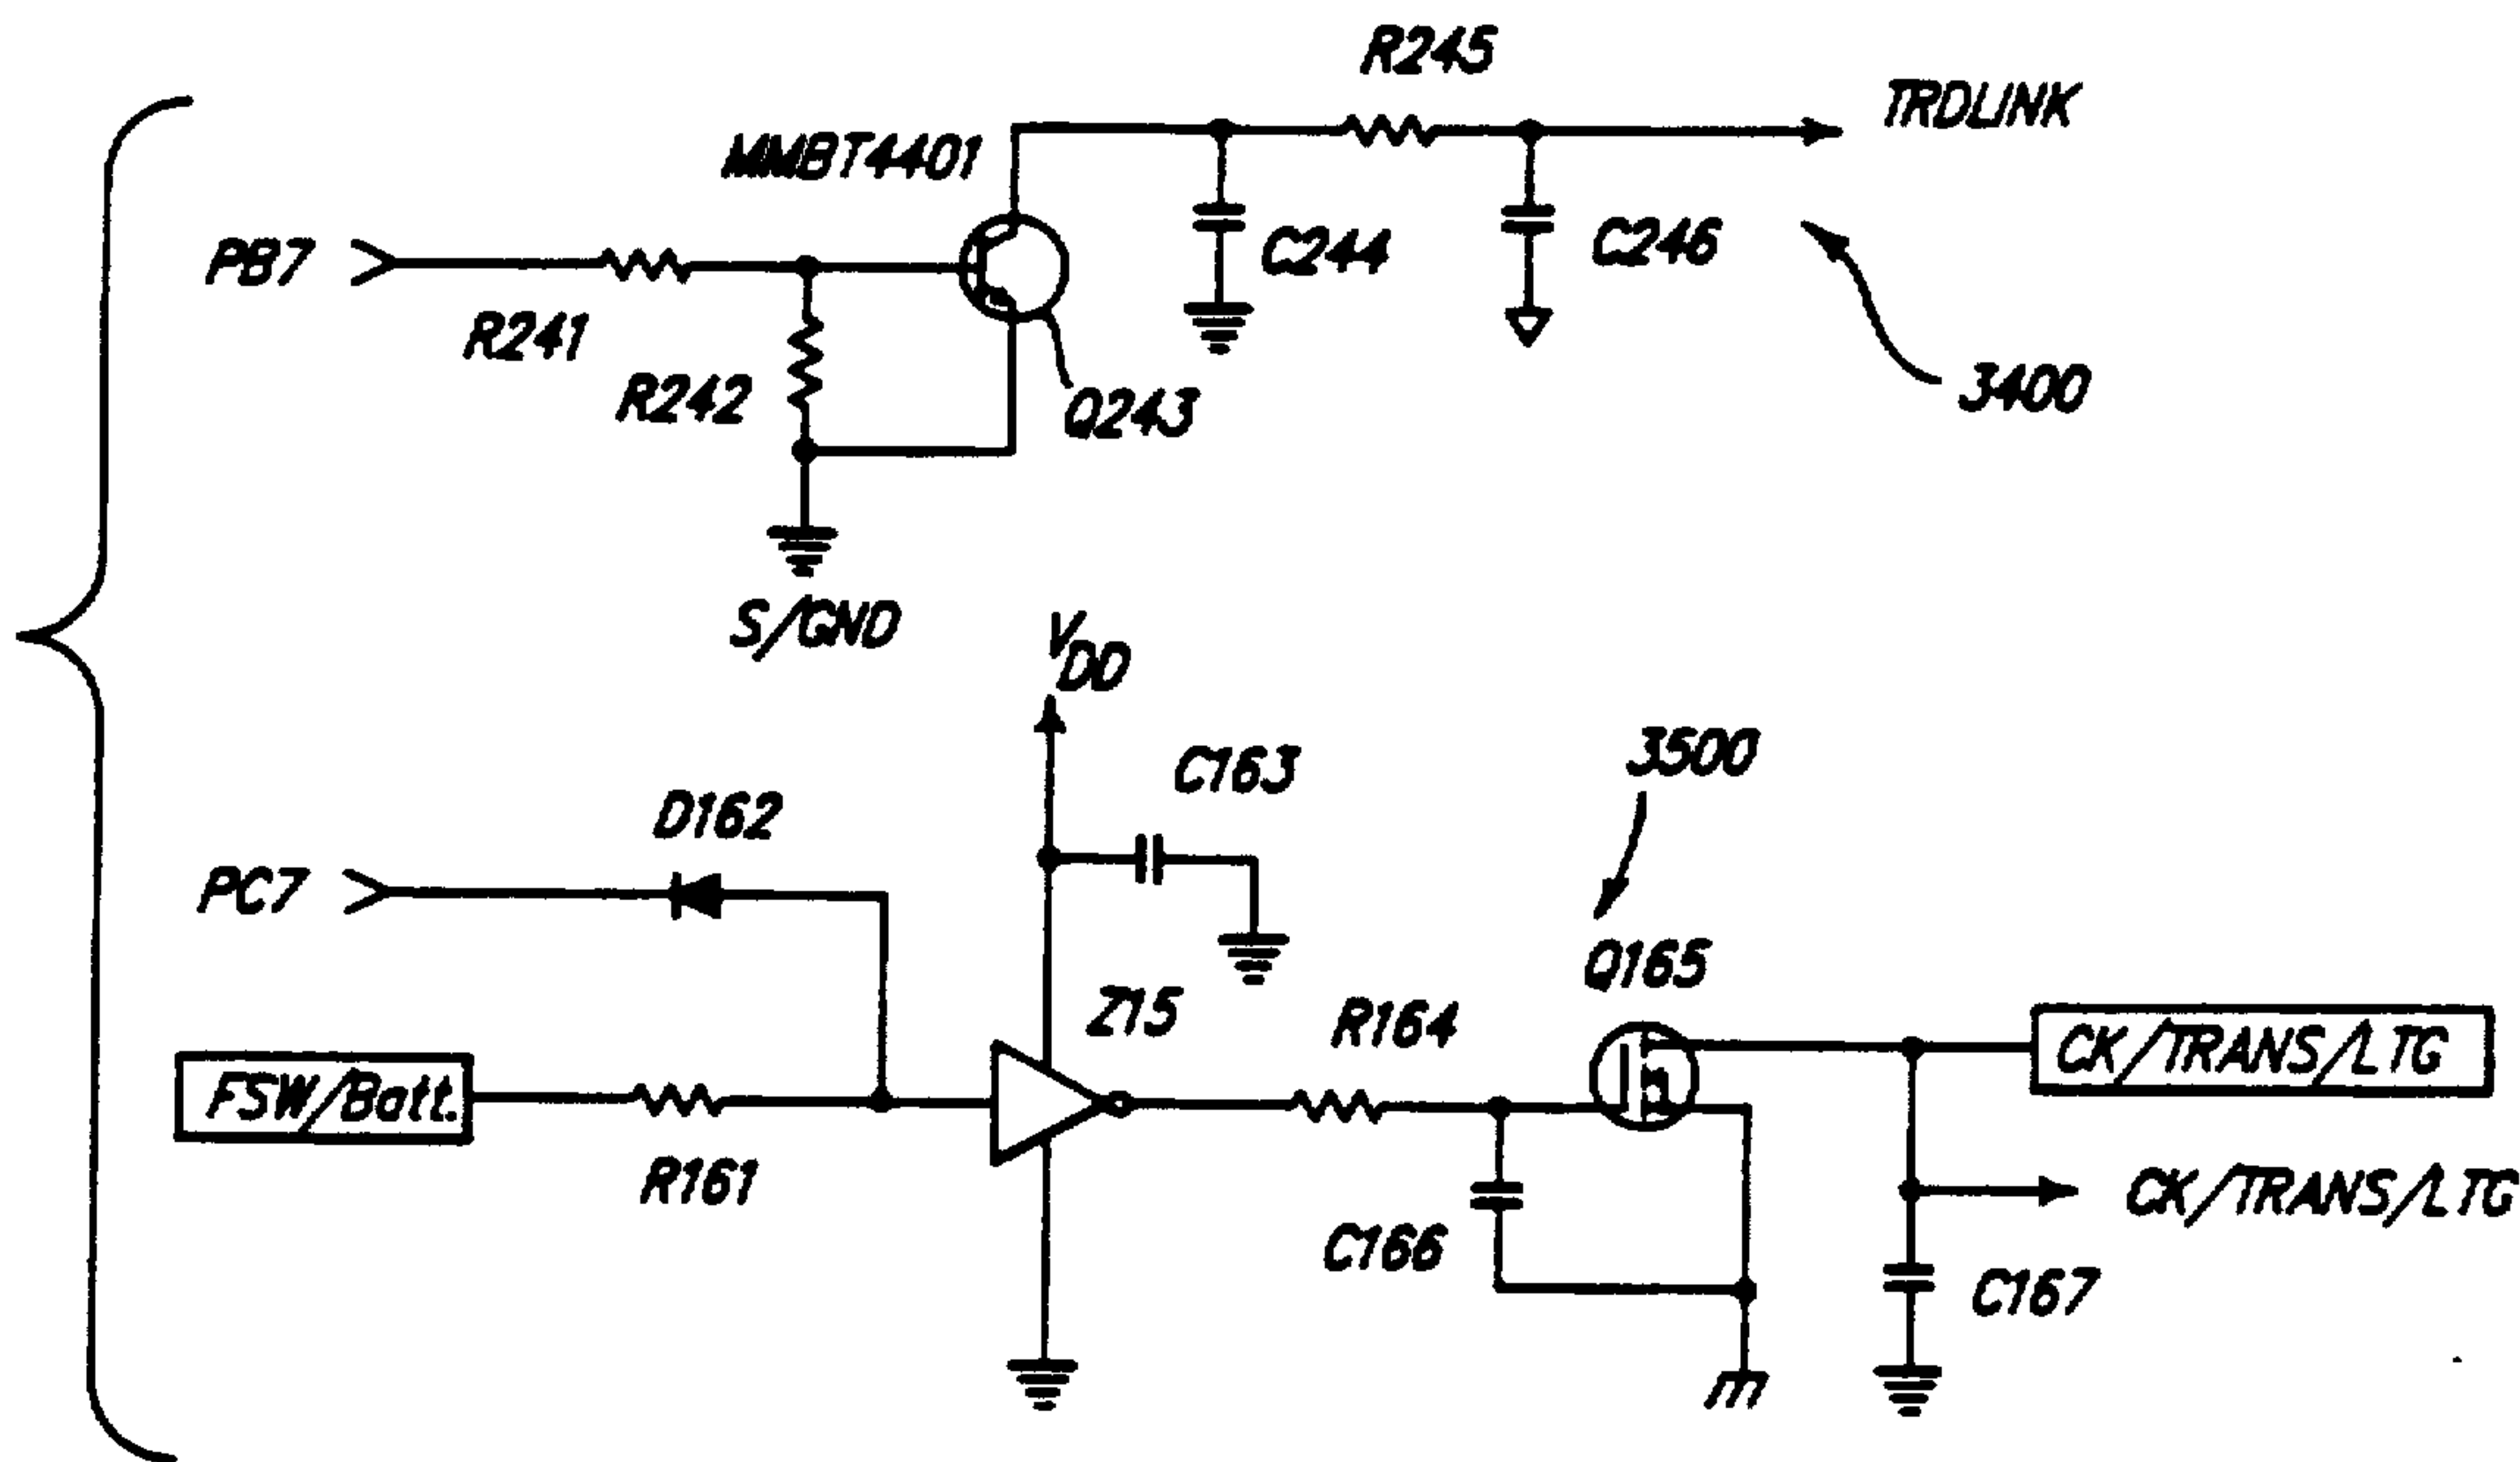 R245
TRDLINK
MMBT4401
PB7
C244
C246
R241
R242
Q243
3400
S/GND
VDD
C163
3500
D162
PC7
Q165
Z15
R164
CK/TRANS/LTG
FSW/Batt.
R161
CK/TRANS/LTG
C166
C167